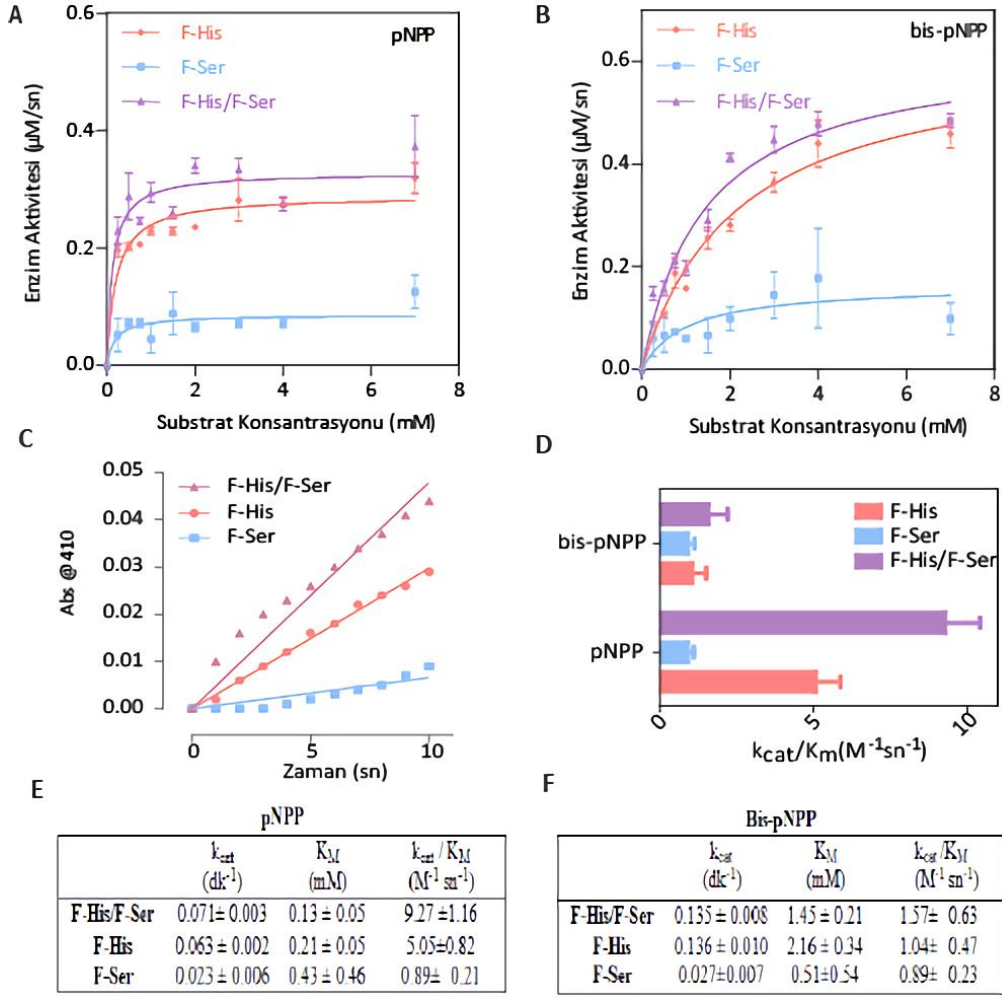 A
0.6
F-His
pNPP
F-Ser
F-His/F-Ser
0.4
0.2
0.0
0 2 4 6 8
Enzim Aktivitesi (µM/sn)
Substrat Konsantrasyonu (mM)
B
F-His
bis-pNPP
F-Ser
F-His/F-Ser
0.6
0.4
0.2
0.0
0 2 4 6 8
Enzim Aktivitesi (µM/sn)
Substrat Konsantrasyonu (mM)
C
0.05
0.04
0.03
0.02
0.01
0.00
F-His/F-Ser
F-His
F-Ser
0 5 10
Abs @410
Zaman (sn)
D
F-His
F-Ser
F-His/F-Ser
bis-pNPP
pNPP
0 5 10
kcat/Km(M-1sn-1)
E
pNPP
kcat KM kcat / KM
(dk-1) (mM) (M-1 sn-1)
F-His/F-Ser 0.071± 0.003 0.13 ± 0.05 9.27 ±1.16
F-His 0.063 ± 0.002 0.21 ± 0.05 5.05±0.82
F-Ser 0.023 ± 0.006 0.43 ± 0.46 0.89± 0.21
F
Bis-pNPP
kcat KM kcat/KM
(dk-1) (mM) (M-1 sn-1)
F-His/F-Ser 0.135 ± 0.008 1.45 ± 0.21 1.57± 0.63
F-His 0.136 ± 0.010 2.16 ± 0.34 1.04± 0.47
F-Ser 0.027±0.007 0.51±0.54 0.89± 0.23